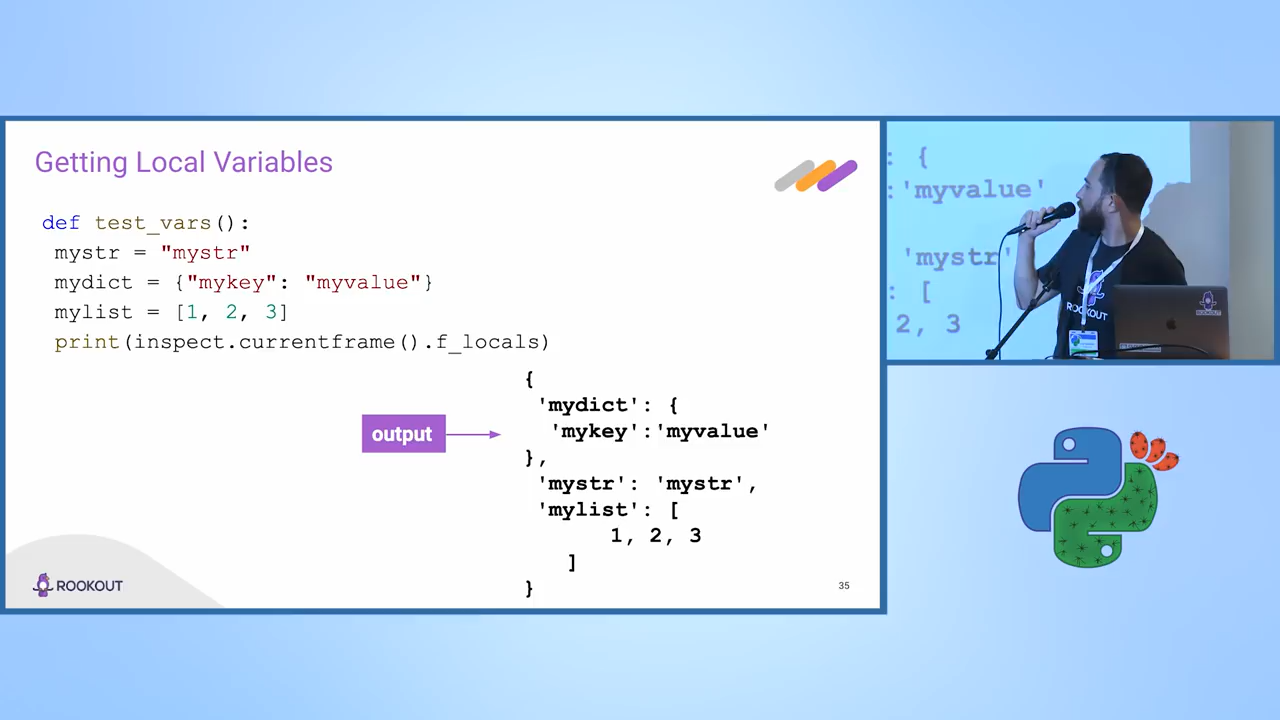 Getting Local Variables
def test_vars():
mystr = "mystr"
mydict = {"mykey": "myvalue"}
mylist = [1, 2, 3]
print(inspect.currentframe().f_locals)
output
{
'mydict': {
'mykey':'myvalue'
},
'mystr': 'mystr',
'mylist': [
1, 2, 3
]
}
ROOKOUT
35
: {
:'myvalue'
'mystr'
: [
2, 3
ROOKOUT
ROOKOUT